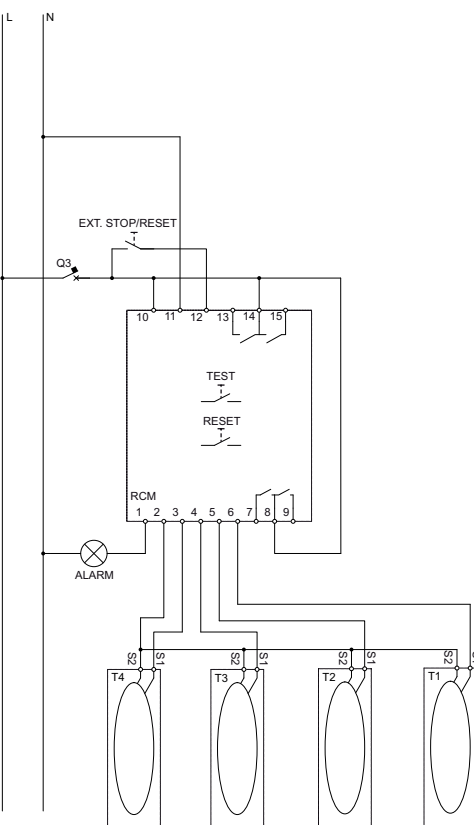 L N
EXT. STOP/RESET
Q3
10 11 12 13 14 15
TEST
RESET
RCM
1 2 3 4 5 6 7 8 9
ALARM
S2 S1 S2 S1 S2 S1 S2
T4 T3 T2 T1